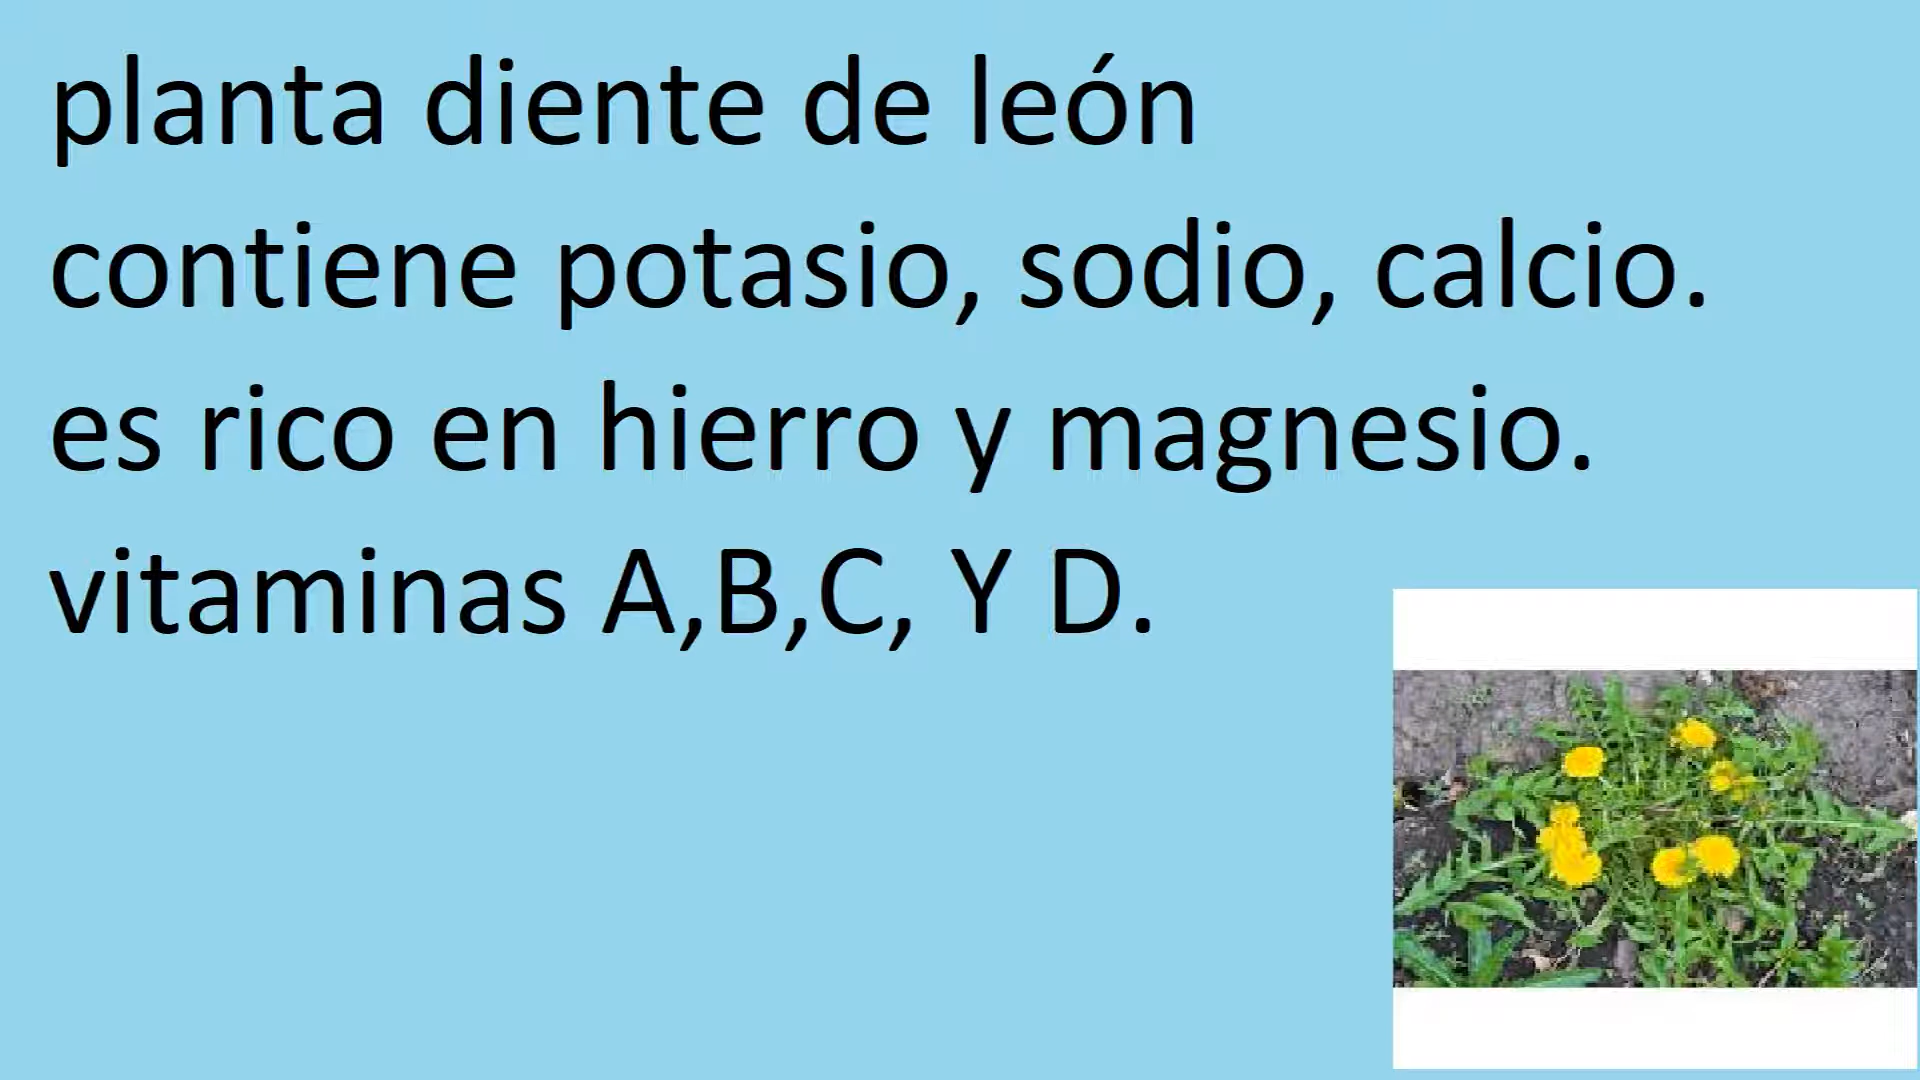 planta diente de león
contiene potasio, sodio, calcio.
es rico en hierro y magnesio.
vitaminas A,B,C, Y D.